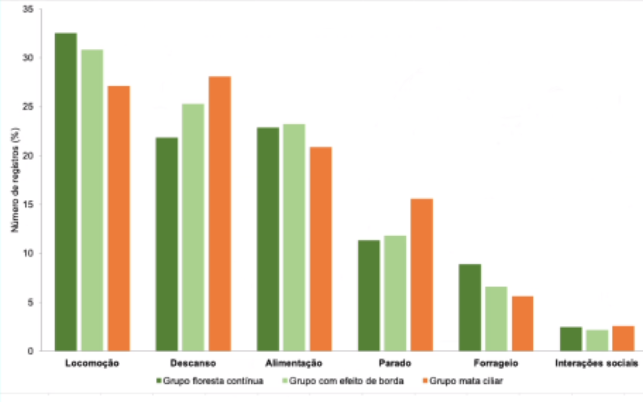 35
30
25
20
15
10
5
0
Número de registros (%)
Locomoção Descanso Alimentação Parado Forrageio Interações sociais
Grupo floresta contínua Grupo com efeito de borda Grupo mata ciliar